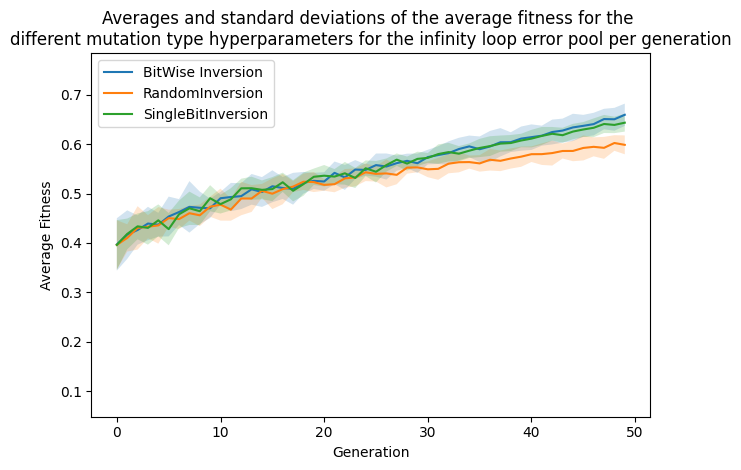 Averages and standard deviations of the average fitness for the
different mutation type hyperparameters for the infinity loop error pool per generation
BitWise Inversion
RandomInversion
SingleBitInversion
Average Fitness
0.7
0.6
0.5
0.4
0.3
0.2
0.1
0 10 20 30 40 50
Generation